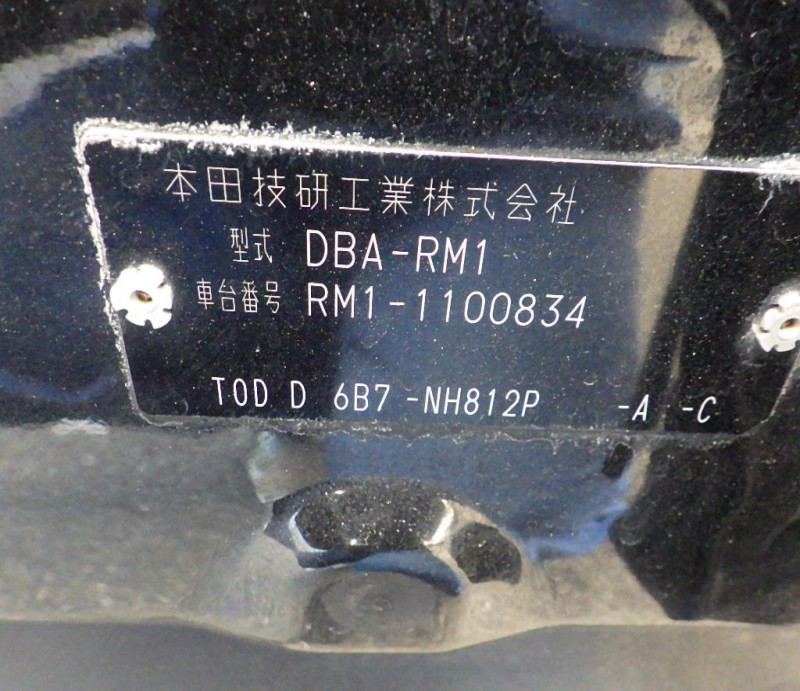 本田技研工業株式会社
型式 DBA-RM1
車台番号 RM1-1100834
TOD D 6B7 -NH812P -A -C